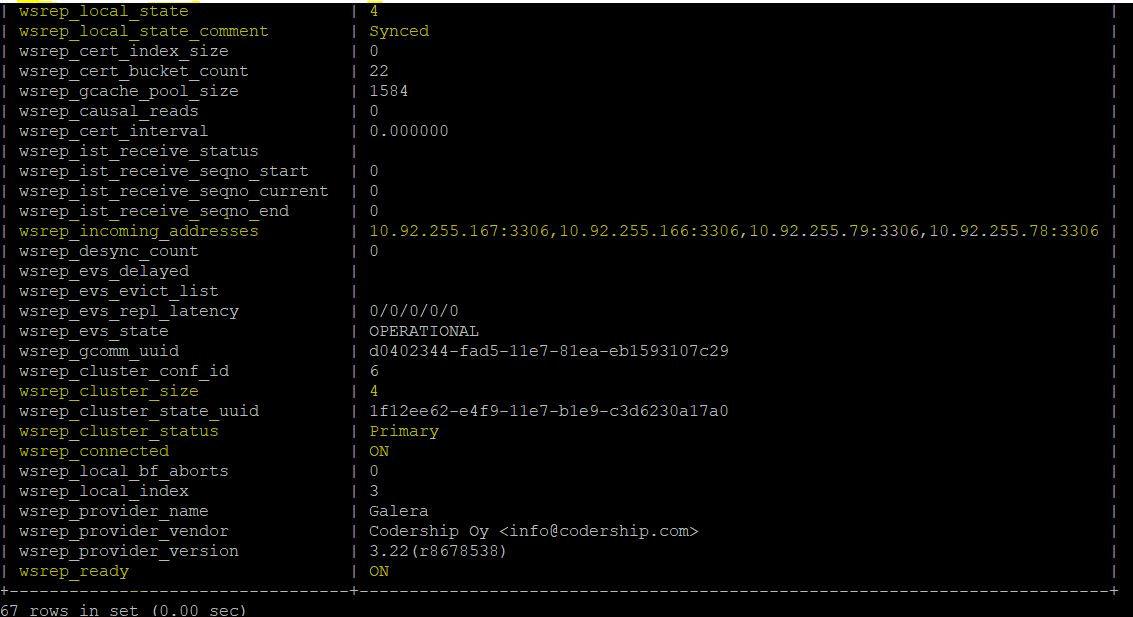 | wsrep_local_state | 4 |
| wsrep_local_state_comment | Synced |
| wsrep_cert_index_size | 0 |
| wsrep_cert_bucket_count | 22 |
| wsrep_gcache_pool_size | 1584 |
| wsrep_causal_reads | 0 |
| wsrep_cert_interval | 0.000000 |
| wsrep_ist_receive_status | |
| wsrep_ist_receive_seqno_start | 0 |
| wsrep_ist_receive_seqno_current | 0 |
| wsrep_ist_receive_seqno_end | 0 |
| wsrep_incoming_addresses | 10.92.255.167:3306,10.92.255.166:3306,10.92.255.79:3306,10.92.255.78:3306 |
| wsrep_desync_count | 0 |
| wsrep_evs_delayed | |
| wsrep_evs_evict_list | |
| wsrep_evs_repl_latency | 0/0/0/0/0 |
| wsrep_evs_state | OPERATIONAL |
| wsrep_gcomm_uuid | d0402344-fad5-11e7-81ea-eb1593107c29 |
| wsrep_cluster_conf_id | 6 |
| wsrep_cluster_size | 4 |
| wsrep_cluster_state_uuid | 1f12ee62-e4f9-11e7-b1e9-c3d6230a17a0 |
| wsrep_cluster_status | Primary |
| wsrep_connected | ON |
| wsrep_local_bf_aborts | 0 |
| wsrep_local_index | 3 |
| wsrep_provider_name | Galera |
| wsrep_provider_vendor | Codership Oy <info@codership.com> |
| wsrep_provider_version | 3.22(r8678538) |
| wsrep_ready | ON |
+----------------------------------+---------------------------------------------------------------------------+
67 rows in set (0.00 sec)